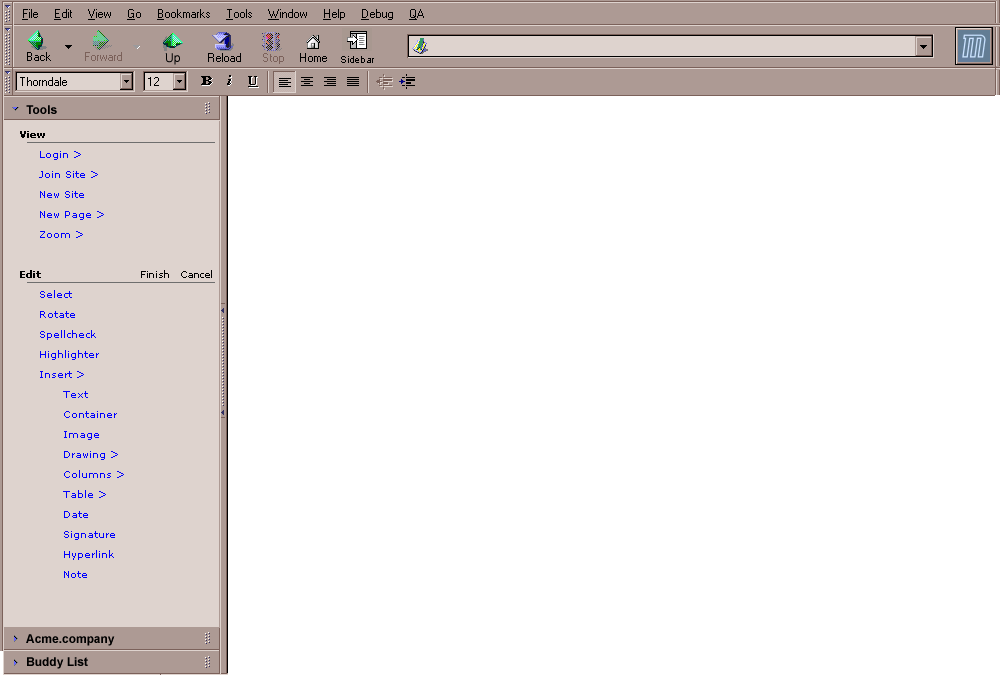 File Edit View Go Bookmarks Tools Window Help Debug QA
Back Forward Up Reload Stop Home Sidebar
Thorndale 12 B i U
Tools
View
Login >
Join Site >
New Site
New Page >
Zoom >
Edit Finish Cancel
Select
Rotate
Spellcheck
Highlighter
Insert >
Text
Container
Image
Drawing >
Columns >
Table >
Date
Signature
Hyperlink
Note
Acme.company
Buddy List